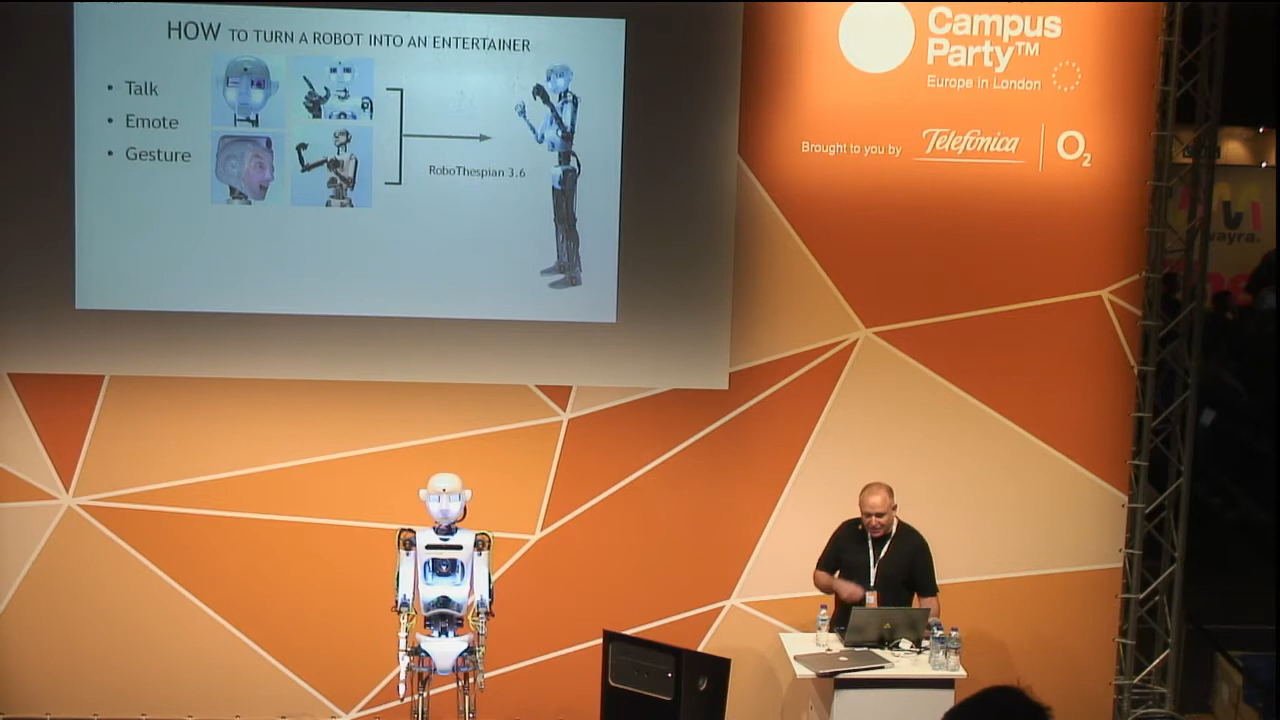 HOW TO TURN A ROBOT INTO AN ENTERTAINER
• Talk
• Emote
• Gesture
RoboThespian 3.6
Campus
Party™
Europe in London
Brought to you by
Telefónica
O2
wayra.